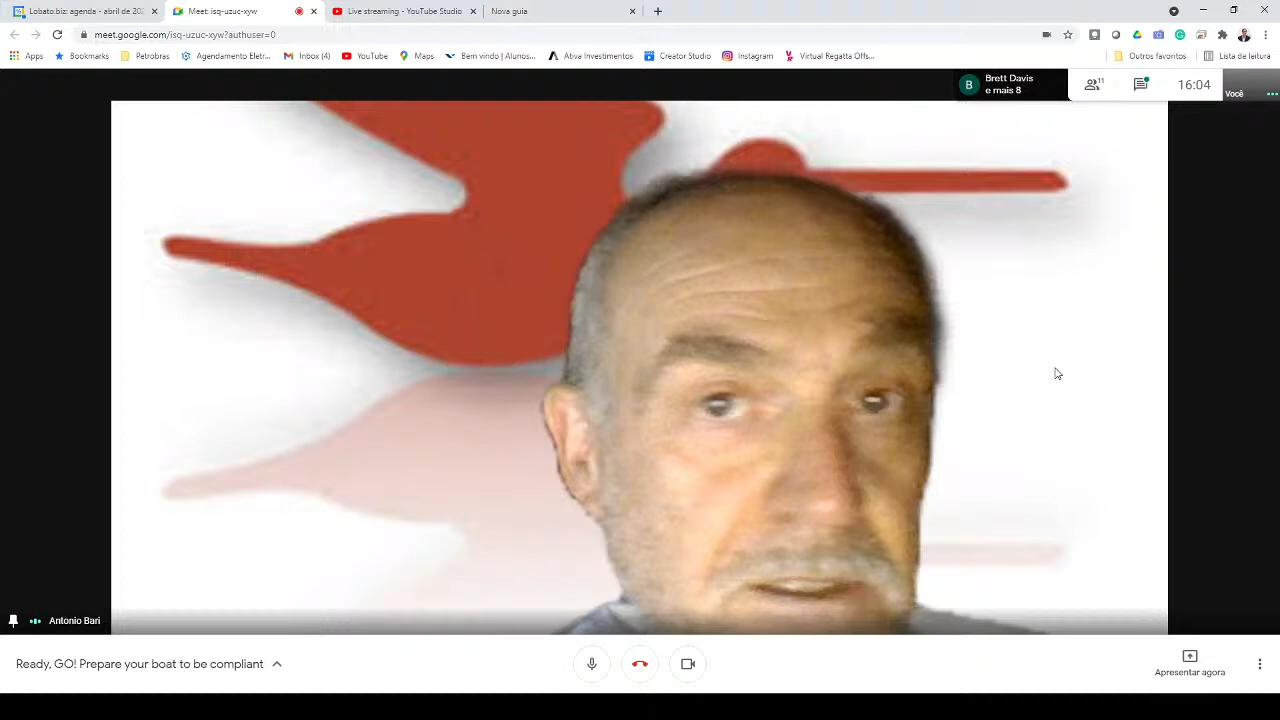 Lobato.biz: agenda - abril de 202
Meet: isq-uzuc-xyw
Live streaming - YouTube Studio
Nova guia
meet.google.com/isq-uzuc-xyw?authuser=0
Apps
Bookmarks
Petrobras
Agendamento Eletr...
Inbox (4)
YouTube
Maps
Bem vindo | Alunos...
Ativa Investimentos
Creator Studio
Instagram
Virtual Regatta Offs...
Outros favoritos
Lista de leitura
B
Brett Davis
e mais 8
11
16:04
Você
Antonio Bari
Ready, GO! Prepare your boat to be compliant
Apresentar agora